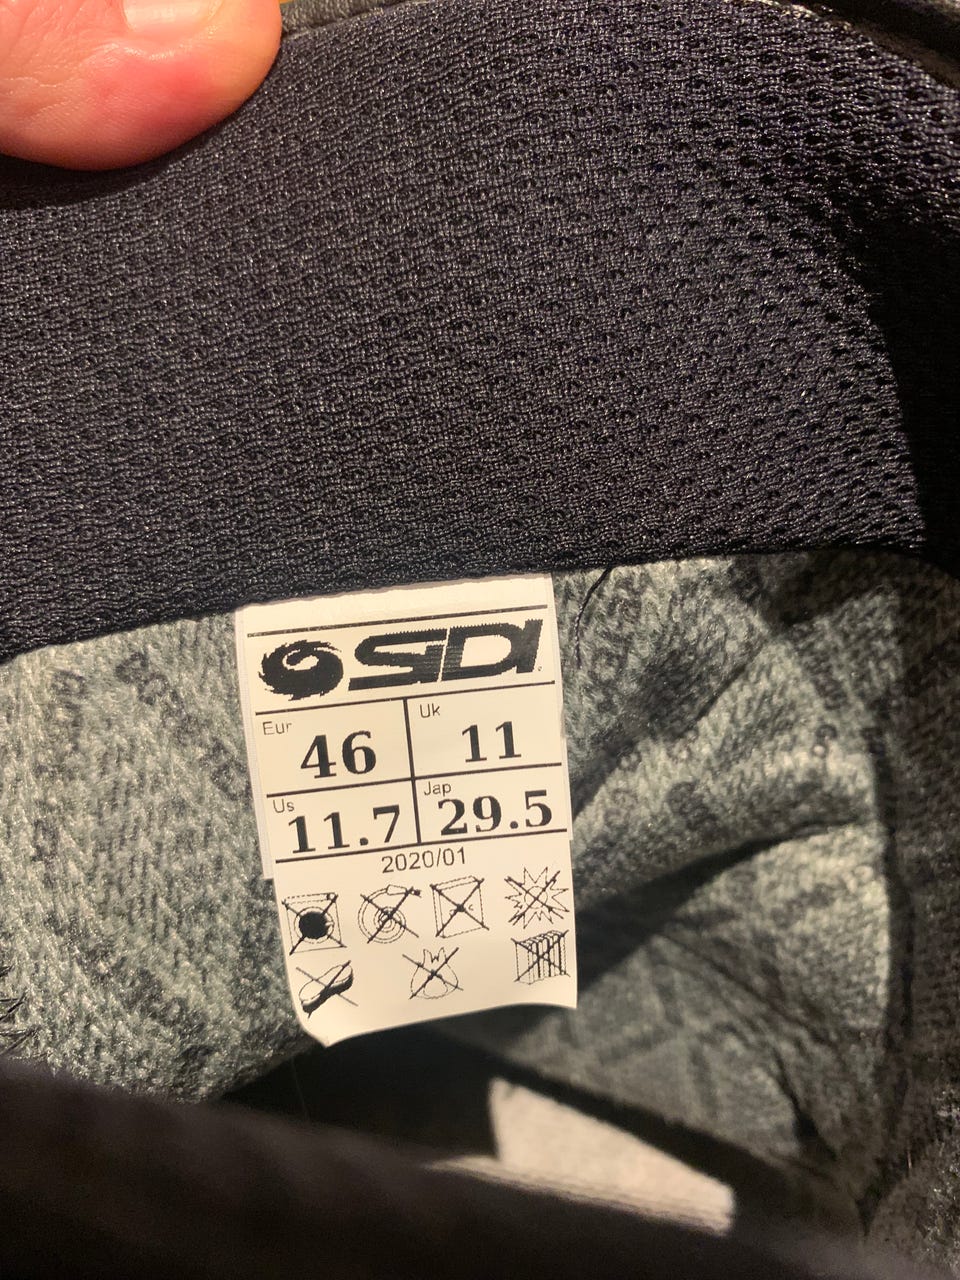 SIDI
Eur 46 Uk 11
Us 11.7 Jap 29.5
2020/01